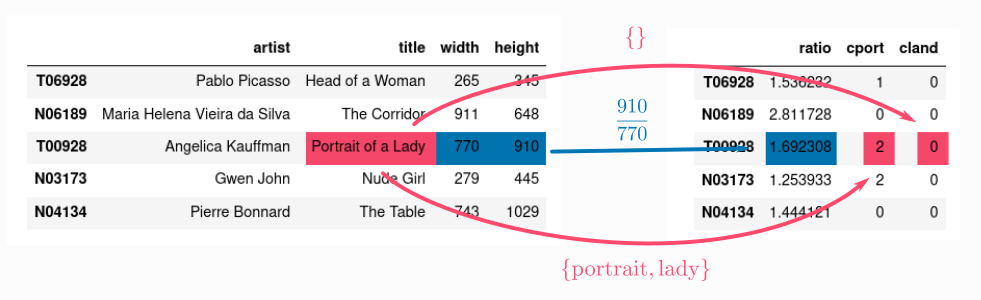 {}
artist title width height
T06928 Pablo Picasso Head of a Woman 265 345
N06189 Maria Helena Vieira da Silva The Corridor 911 648
T00928 Angelica Kauffman Portrait of a Lady 770 910
N03173 Gwen John Nude Girl 279 445
N04134 Pierre Bonnard The Table 743 1029
910
770
ratio cport cland
T06928 1.536232 1 0
N06189 2.811728 0 0
T00928 1.692308 2 0
N03173 1.253933 2 0
N04134 1.444121 0 0
{portrait, lady}